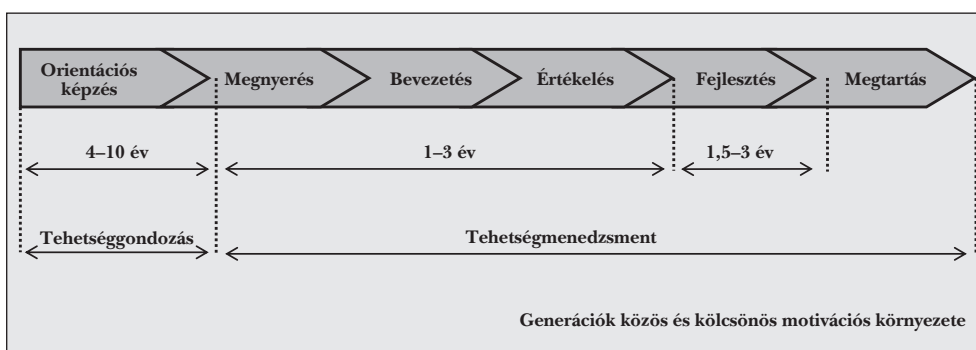 Orientációs
képzés
Megnyerés
Bevezetés
Értékelés
Fejlesztés
Megtartás
4–10 év
1–3 év
1,5–3 év
Tehetséggondozás
Tehetségmenedzsment
Generációk közös és kölcsönös motivációs környezete